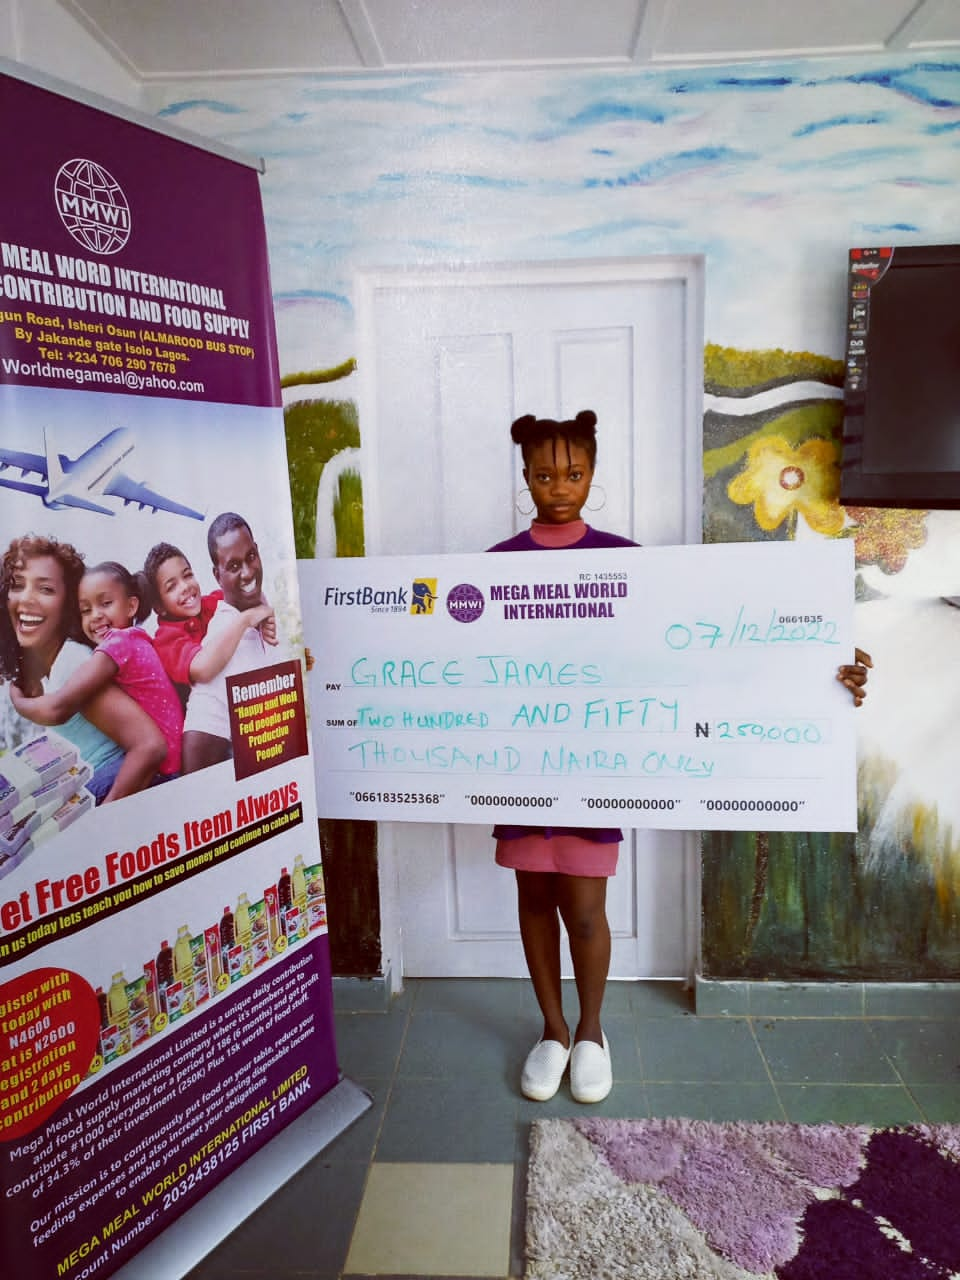 MMWI
MEAL WORD INTERNATIONAL
CONTRIBUTION AND FOOD SUPPLY
gun Road, Isheri Osun (ALMAROOD BUS STOP)
By Jakande gate Isolo Lagos.
Tel: +234 706 290 7678
Worldmegameal@yahoo.com
Remember
"Happy and Well
Fed people are
Productive
People"
et Free Foods Item Always
in us today lets teach you how to save money and continue to catch out
gister with
today with
N4600
at is N2600
egistration
and 2 days
contribution
Mega Meal World International Limited is a unique daily contribution
and food supply marketing company where it's members are to
contribute #1000 everyday for a period of 186 (6 months) and get profit
of 34.3% of their investment (250K) Plus 15k worth of food stuff.
Our mission is to continuously put food on your table, reduce your
feeding expenses and also increase your saving disposable income
to enable you meet your obligations
MEGA MEAL WORLD INTERNATIONAL LIMITED
count Number: 2032438125 FIRST BANK
FirstBank
Since 1894
MMWI
RC 1435553
MEGA MEAL WORLD
INTERNATIONAL
0661835
07/12/2022
PAY GRACE JAMES
SUM OF TWO HUNDRED AND FIFTY
THOUSAND NAIRA ONLY
₦ 250,000
"066183525368" "00000000000" "00000000000" "00000000000"